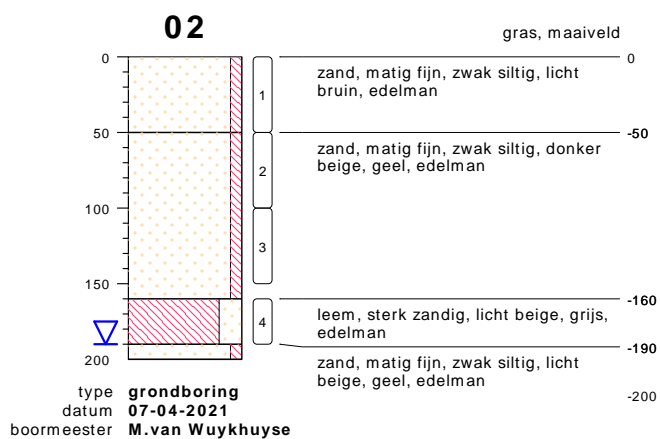 02
gras, maaiveld
0
0
zand, matig fijn, zwak siltig, licht
bruin, edelman
1
50
-50
zand, matig fijn, zwak siltig, donker
beige, geel, edelman
2
100
3
150
-160
leem, sterk zandig, licht beige, grijs,
edelman
4
-190
200
zand, matig fijn, zwak siltig, licht
beige, geel, edelman
-200
type grondboring
datum 07-04-2021
boormeester M.van Wuykhuyse